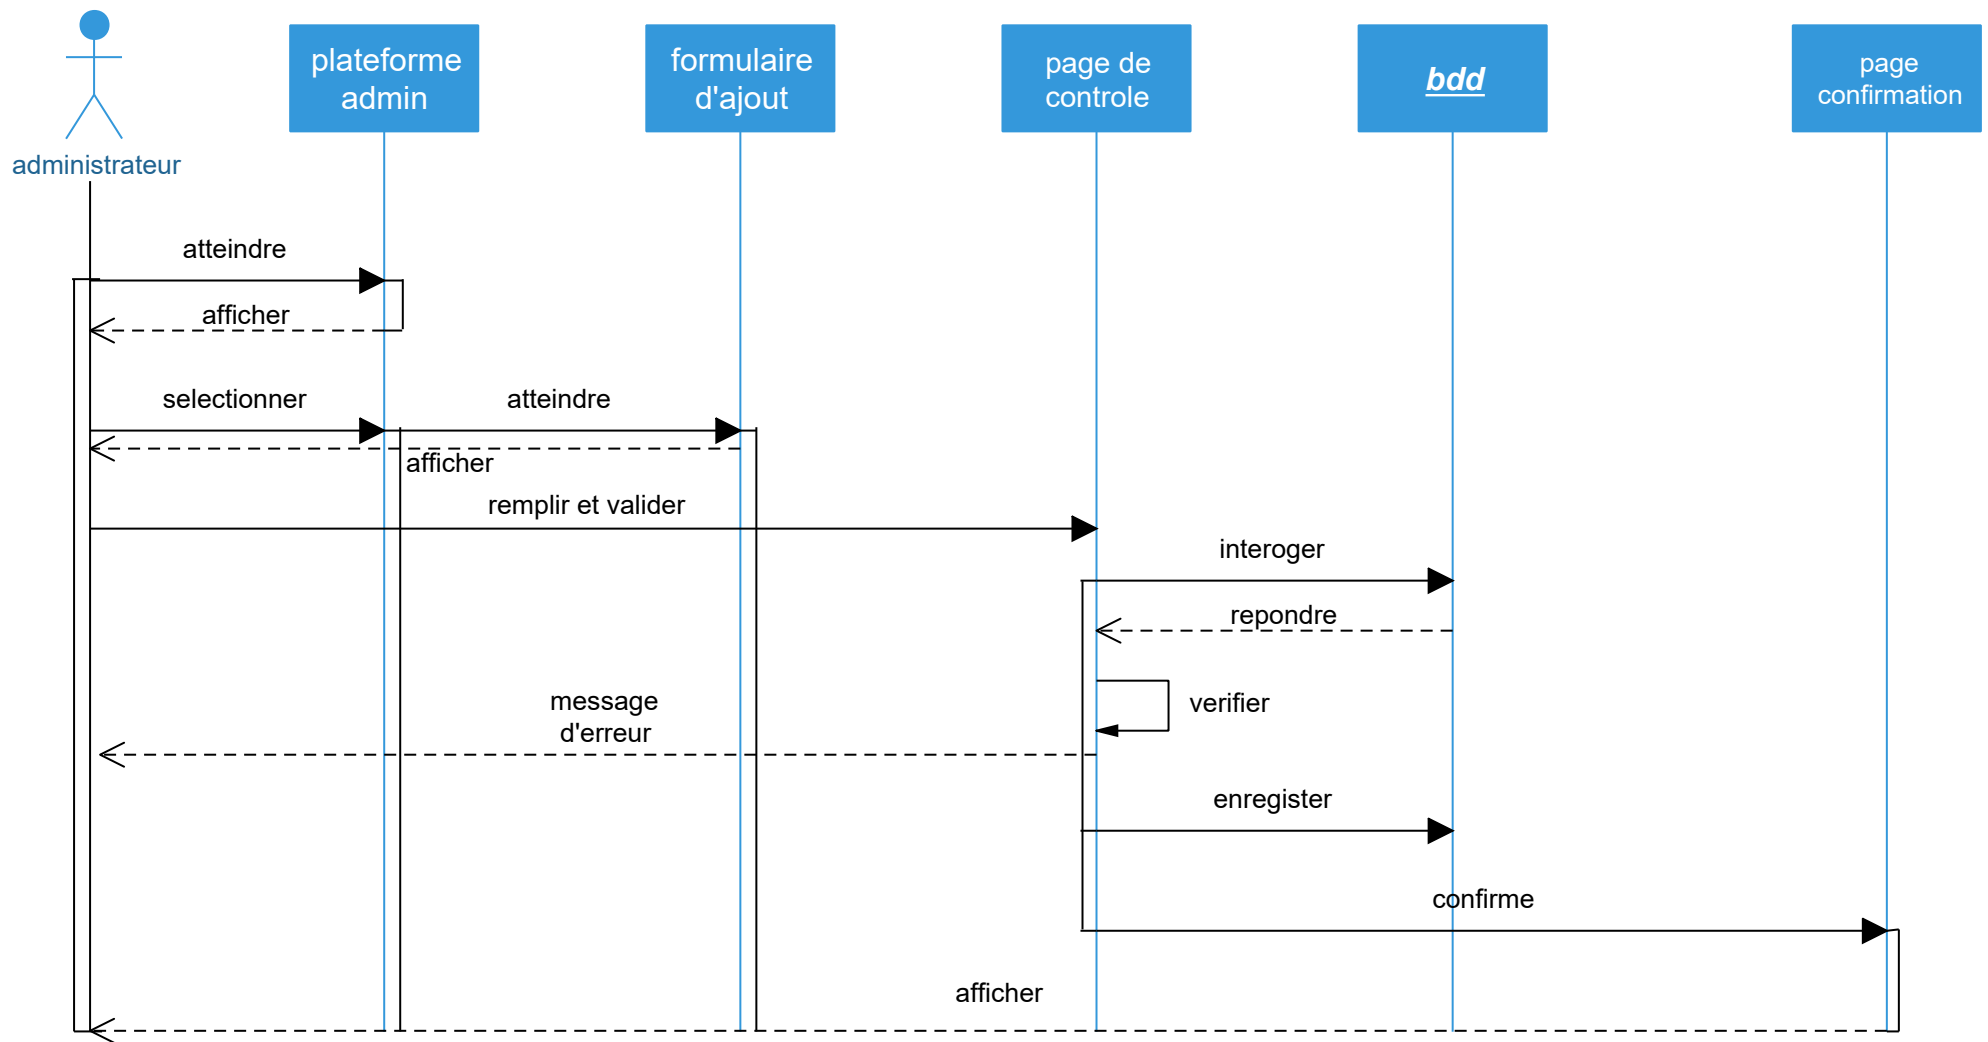 plateforme
admin
formulaire
d'ajout
page de
controle
bdd
page
confirmation
administrateur
atteindre
afficher
selectionner
atteindre
afficher
remplir et valider
interoger
repondre
verifier
message
d'erreur
enregister
confirme
afficher